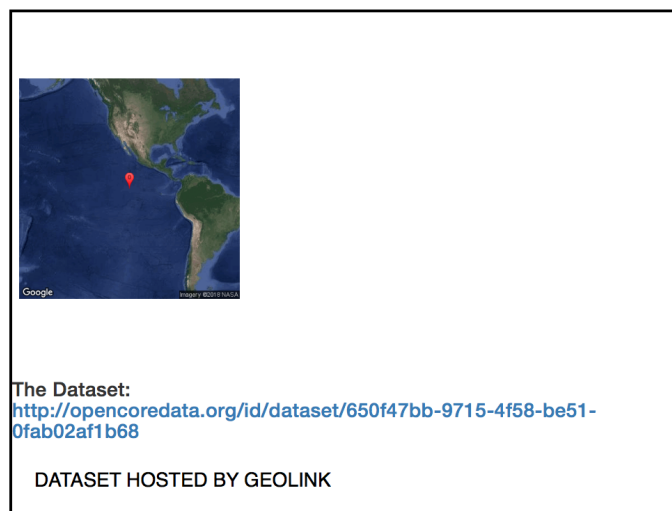 Google
Imagery ©2018 NASA
The Dataset:
http://opencoredata.org/id/dataset/650f47bb-9715-4f58-be51-
0fab02af1b68
DATASET HOSTED BY GEOLINK